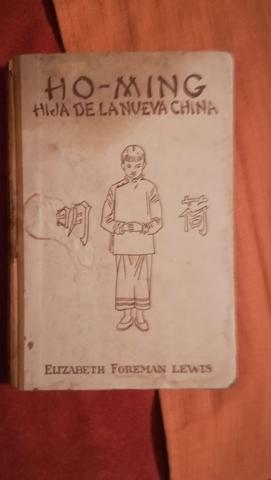 HO-MING
HIJA DE LA NUEVA CHINA
明 荷
ELIZABETH FOREMAN LEWIS